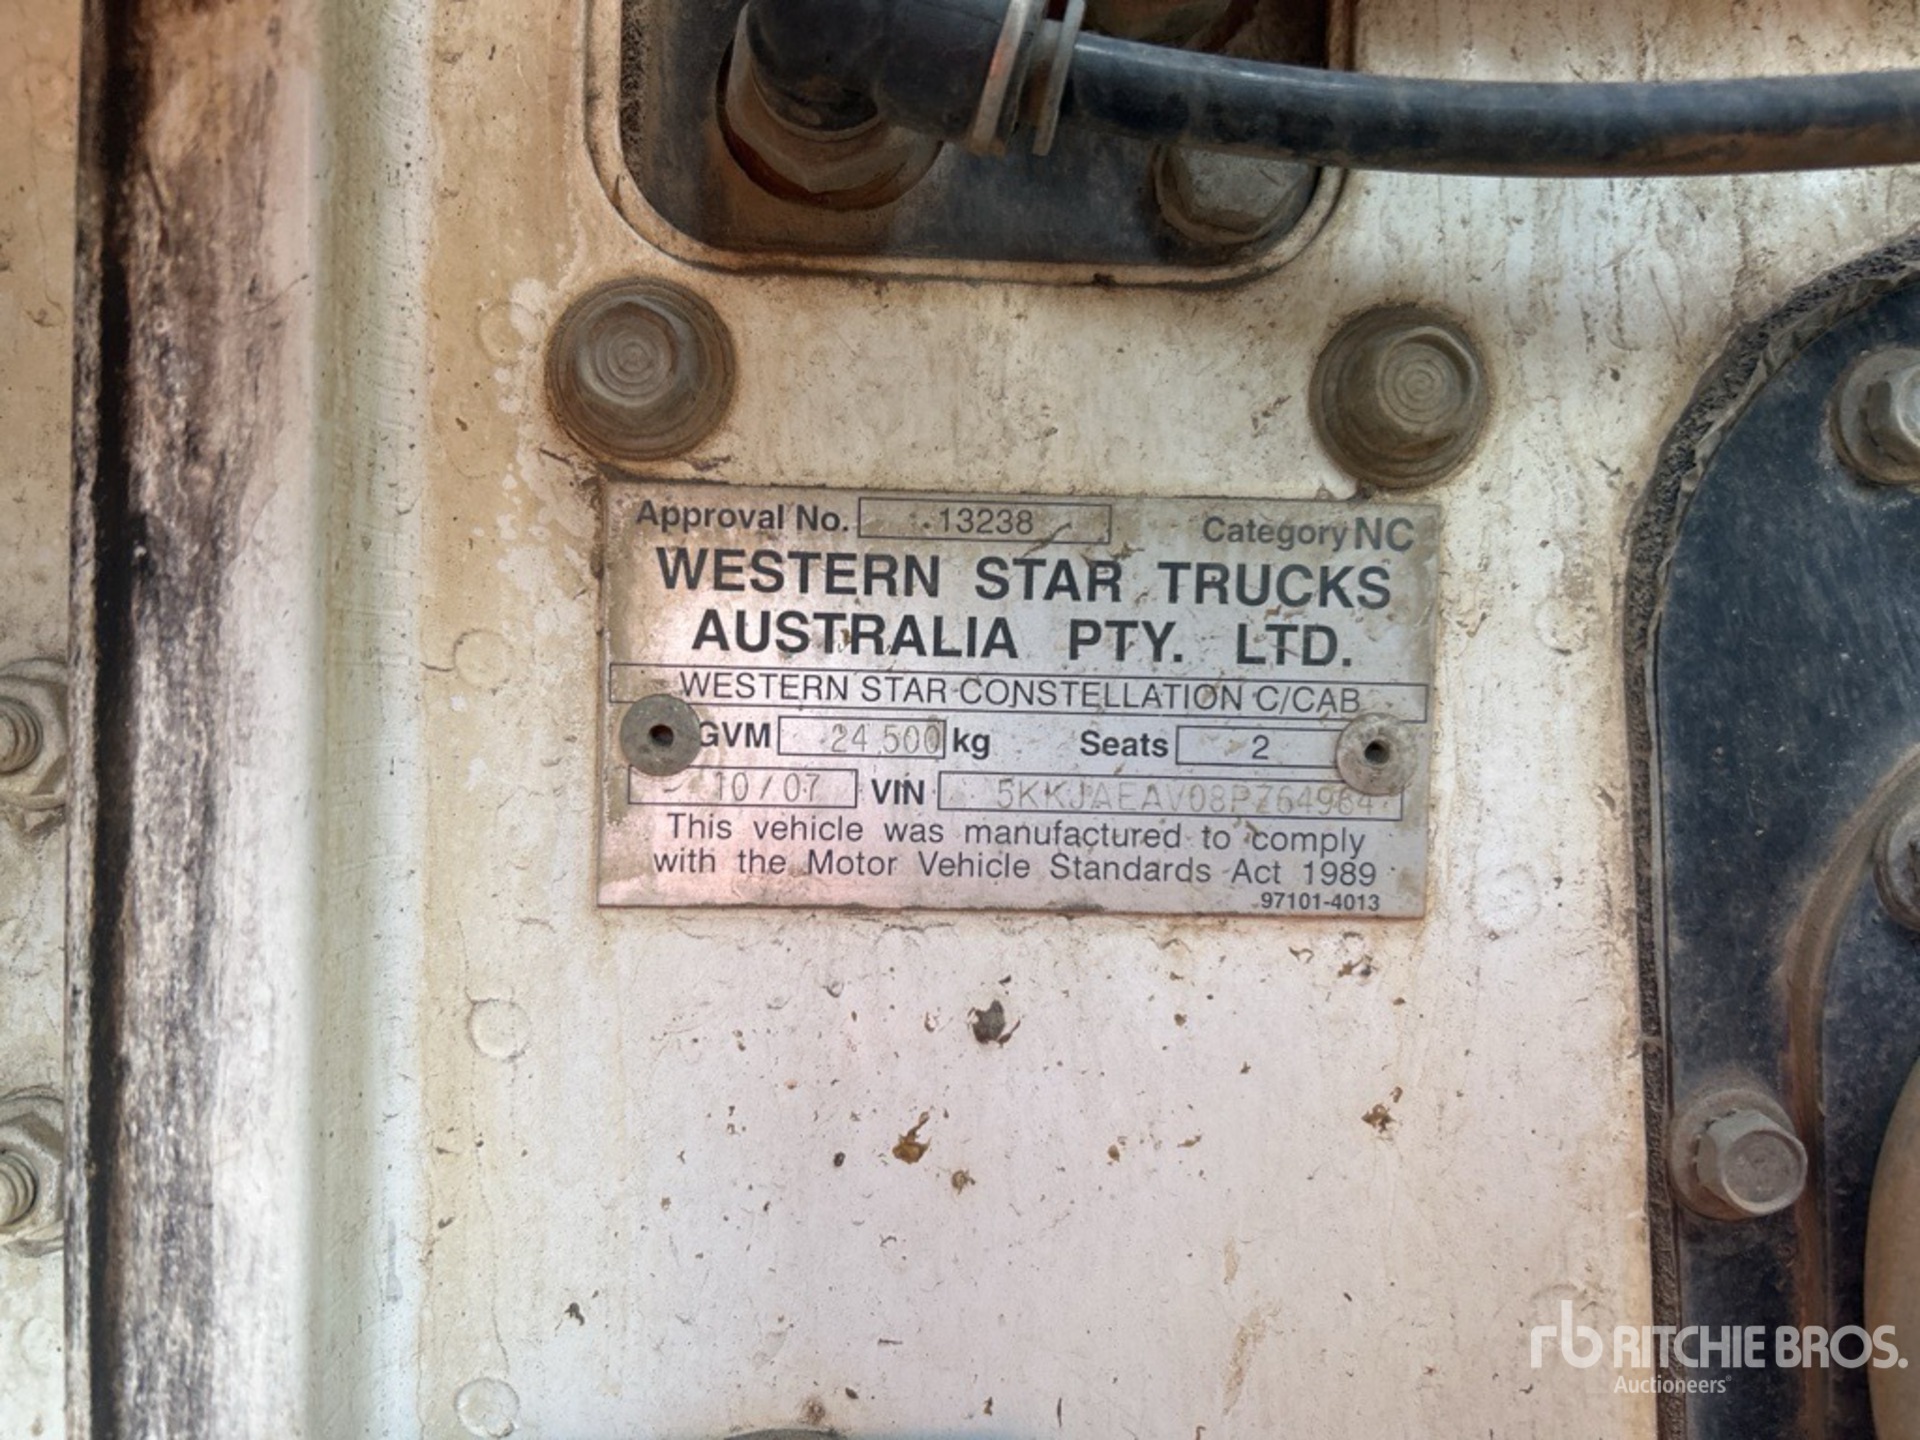 Approval No. 13238 Category NC
WESTERN STAR TRUCKS
AUSTRALIA PTY. LTD.
WESTERN STAR CONSTELLATION C/CAB
GVM 24,500 kg Seats 2
10/07 VIN 5KKJAEAV08PZ64964
This vehicle was manufactured to comply
with the Motor Vehicle Standards Act 1989
97101-4013
rb RITCHIE BROS.
Auctioneers